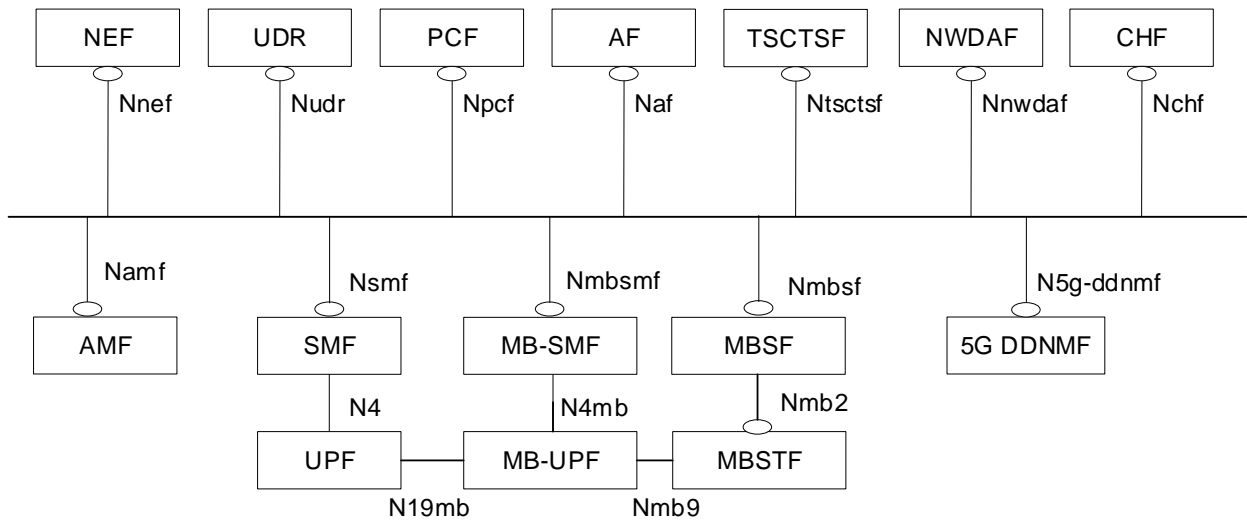 NEF UDR PCF AF TSCTSF NWDAF CHF
Nnef Nudr Npcf Naf Ntsctsf Nnwdaf Nchf
Namf Nsmf Nmbsmf Nmbsf N5g-ddnmf
AMF SMF MB-SMF MBSF 5G DDNMF
N4 N4mb Nmb2
UPF MB-UPF MBSTF
N19mb Nmb9